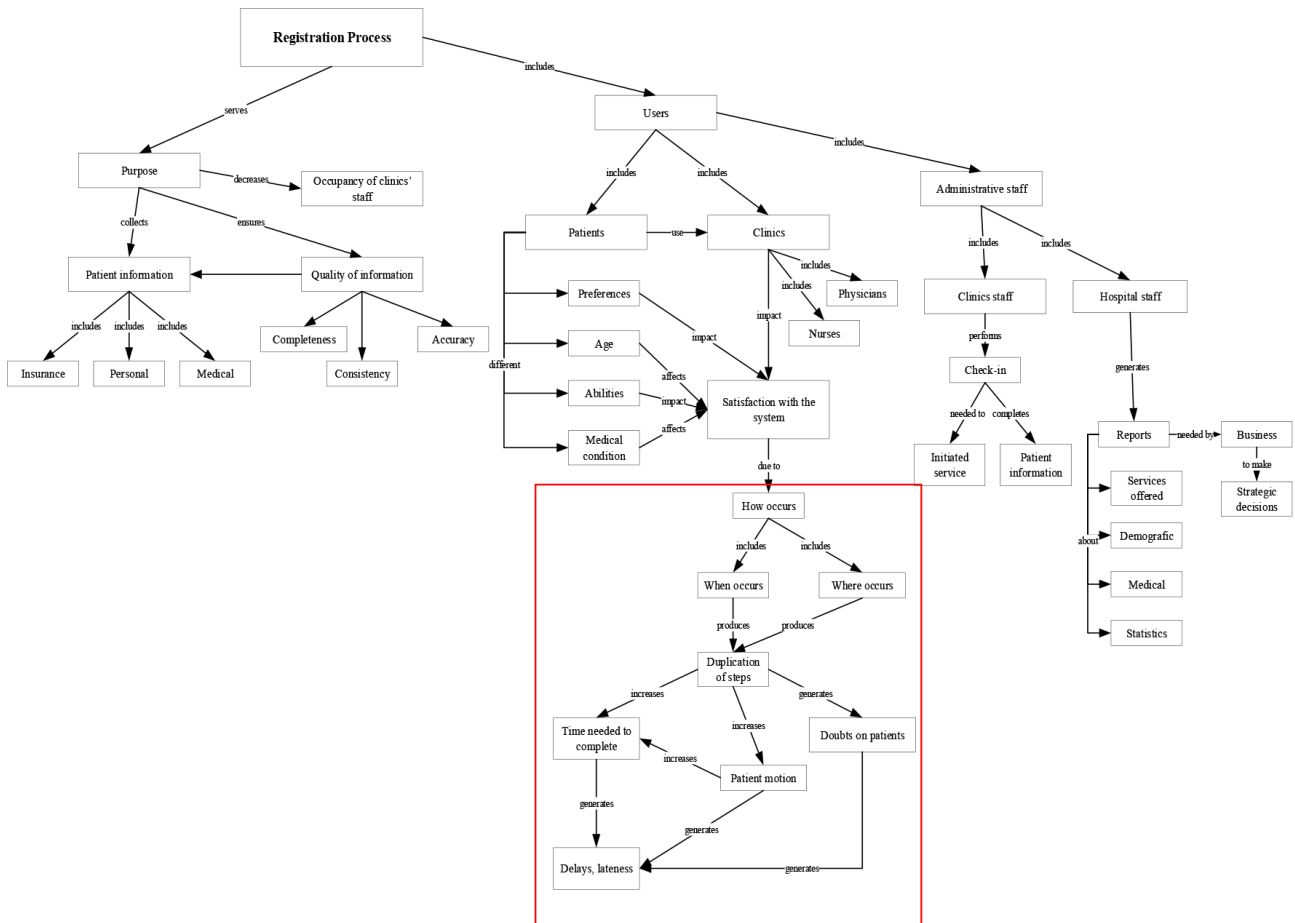 Registration Process
includes
serves
Users
includes
Purpose
decreases
Occupancy of clinics'
staff
includes
includes
Administrative staff
collects
ensures
Patients
use
Clinics
includes
includes
Patient information
Quality of information
includes
Physicians
includes
Clinics staff
Hospital staff
Preferences
impact
impact
Nurses
includes
includes
includes
Completeness
Accuracy
performs
Insurance
Personal
Medical
Consistency
different
Age
affects
Check-in
generates
Abilities
impact
Satisfaction with the
system
needed to
completes
Medical
condition
affects
Initiated
service
Patient
information
Reports
needed by
Business
to make
Strategic
decisions
due to
How occurs
Services
offered
about
Demografic
Medical
Statistics
includes
includes
When occurs
Where occurs
produces
produces
Duplication
of steps
increases
increases
generates
Time needed to
complete
Doubts on patients
increases
Patient motion
generates
generates
Delays, lateness
generates